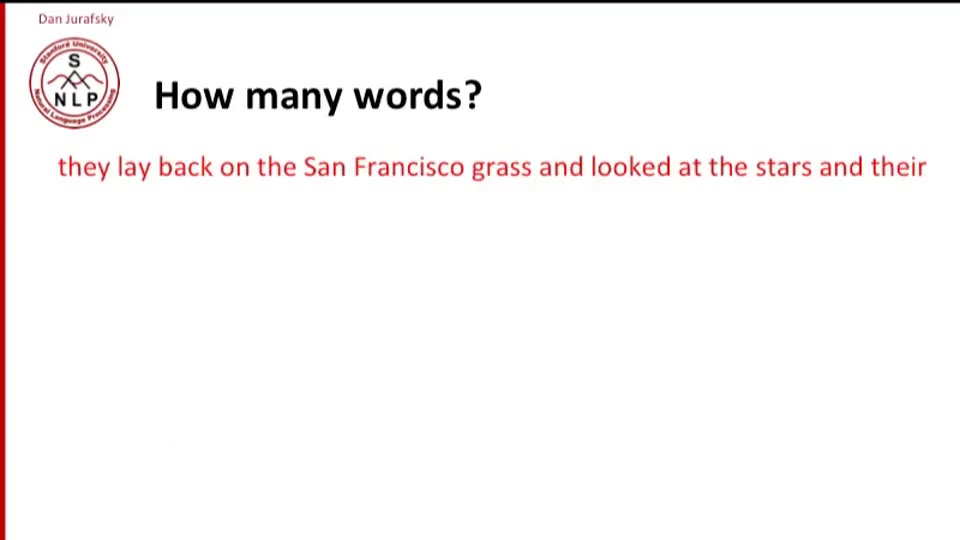 Dan Jurafsky
Stanford University
S
NLP
Natural Language Processing
How many words?
they lay back on the San Francisco grass and looked at the stars and their